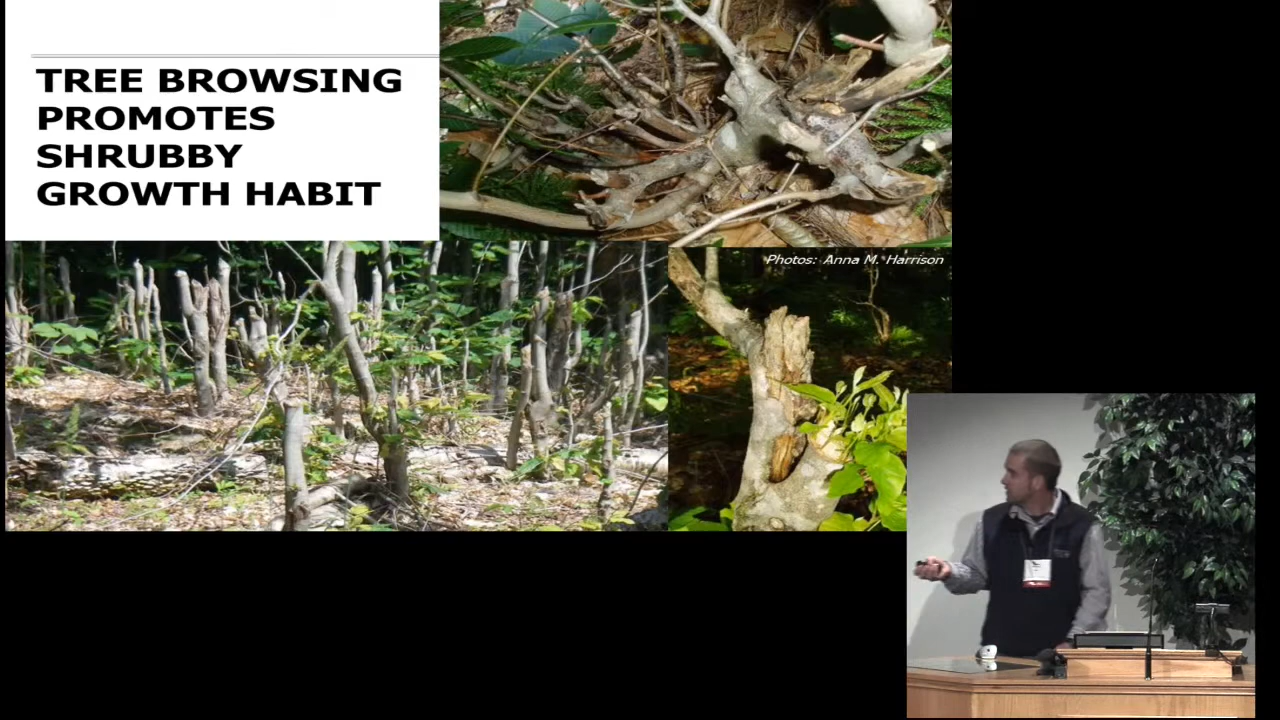 TREE BROWSING
PROMOTES
SHRUBBY
GROWTH HABIT
Photos: Anna M. Harrison